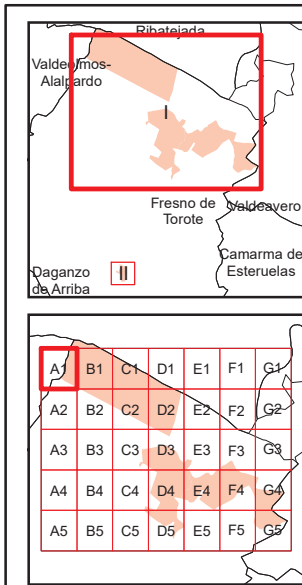 Ribatejada
Valdeolmos-
Alalpardo
I
Fresno de
Torote
Valdeavero
Camarma de
Esteruelas
Daganzo
de Arriba
II
A1 B1 C1 D1 E1 F1 G1
A2 B2 C2 D2 E2 F2 G2
A3 B3 C3 D3 E3 F3 G3
A4 B4 C4 D4 E4 F4 G4
A5 B5 C5 D5 E5 F5 G5